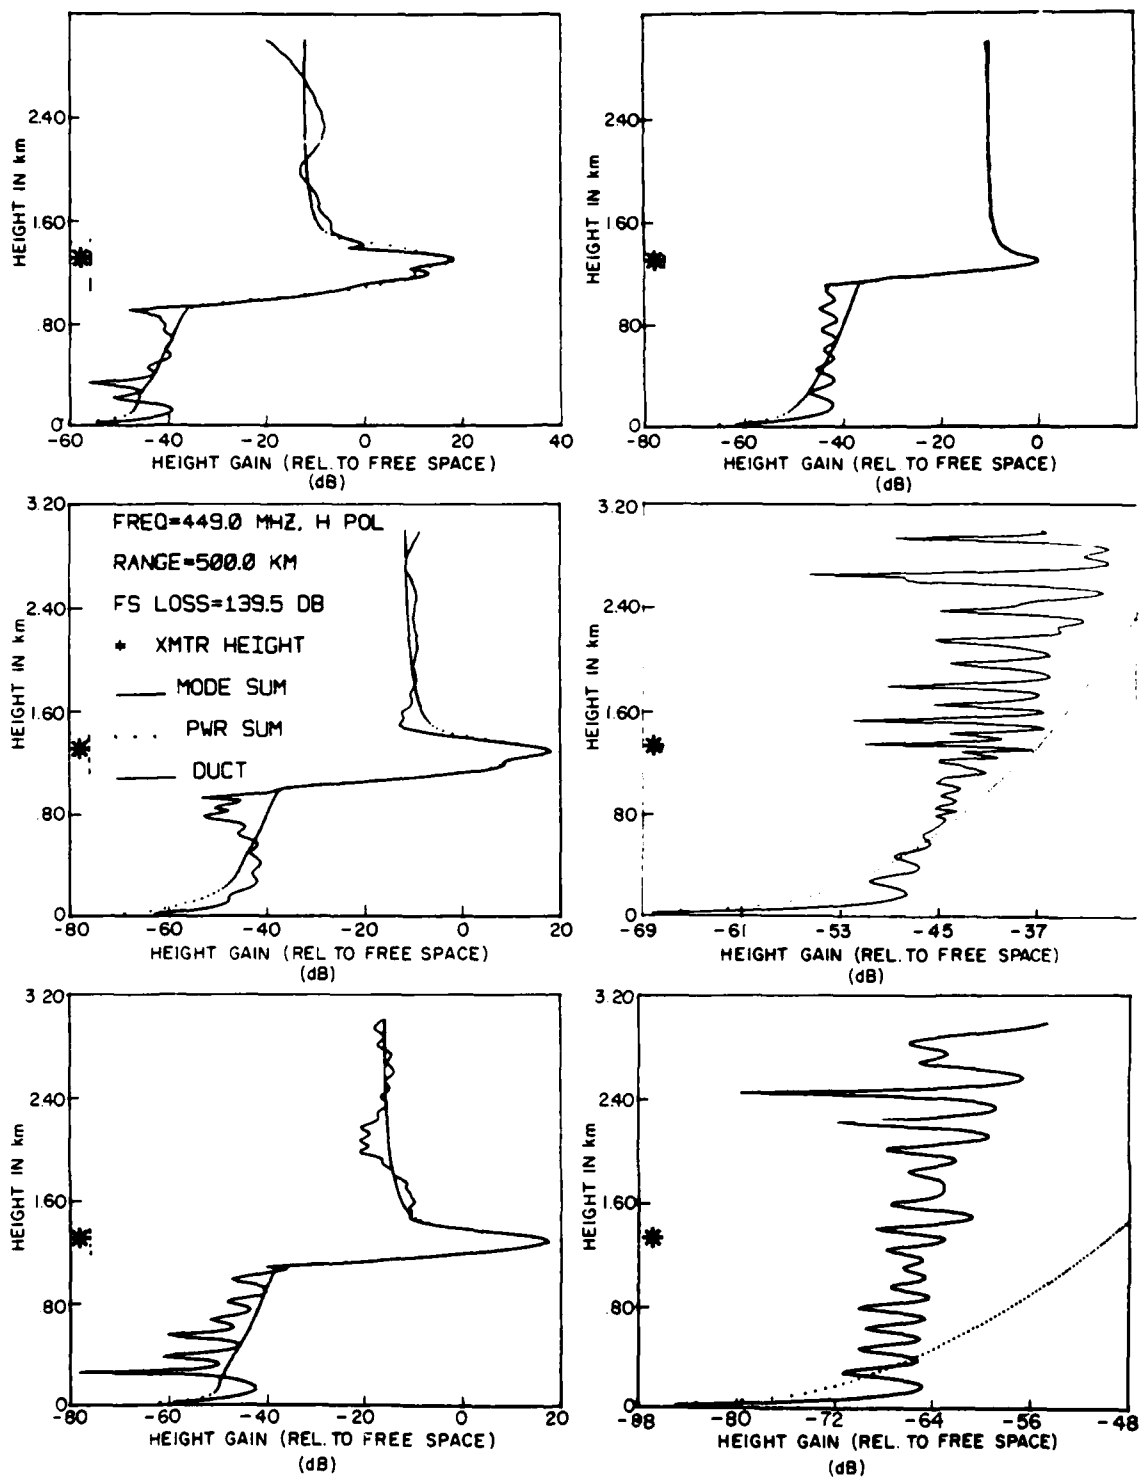 HEIGHT IN km
2.40
1.60
.80
0
-60 -40 -20 0 20 40
HEIGHT GAIN (REL. TO FREE SPACE)
(dB)
HEIGHT IN km
2.40
1.60
.80
0
-80 -60 -40 -20 0
HEIGHT GAIN (REL. TO FREE SPACE)
(dB)
HEIGHT IN km
3.20
2.40
1.60
.80
0
FREQ=449.0 MHZ, H POL
RANGE=500.0 KM
FS LOSS=139.5 DB
* XMTR HEIGHT
MODE SUM
PWR SUM
DUCT
-80 -60 -40 -20 0 20
HEIGHT GAIN (REL. TO FREE SPACE)
(dB)
HEIGHT IN km
3.20
2.40
1.60
.80
0
-69 -61 -53 -45 -37
HEIGHT GAIN (REL. TO FREE SPACE)
(dB)
HEIGHT IN km
3.20
2.40
1.60
.80
0
-80 -60 -40 -20 0 20
HEIGHT GAIN (REL. TO FREE SPACE)
(dB)
HEIGHT IN km
3.20
2.40
1.60
.80
0
-88 -80 -72 -64 -56 -48
HEIGHT GAIN (REL. TO FREE SPACE)
(dB)